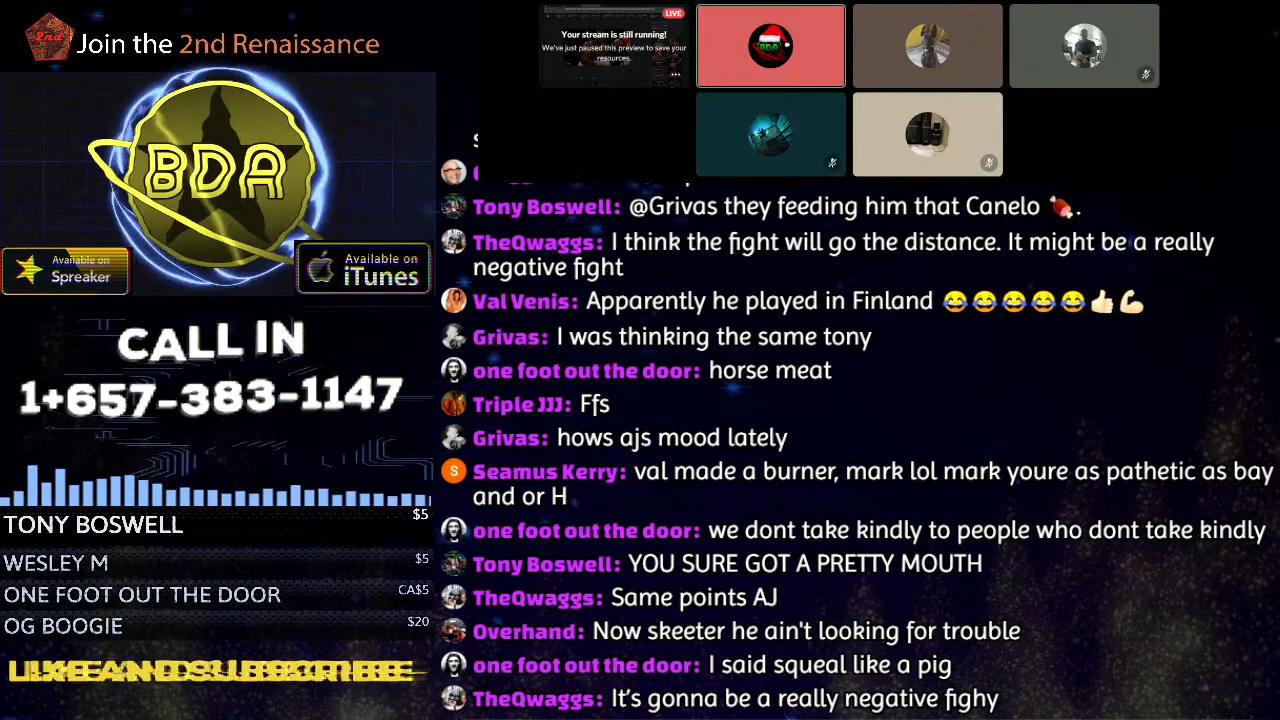 2nd
Join the 2nd Renaissance
BDA
Available on
Spreaker
Available on
iTunes
CALL IN
1+657-383-1147
TONY BOSWELL $5
WESLEY M $5
ONE FOOT OUT THE DOOR CA$5
OG BOOGIE $20
LIKE AND SUBSCRIBE
LIVE
Your stream is still running!
We've just paused this preview to save your
resources.
BDA
Tony Boswell: @Grivas they feeding him that Canelo 🍖.
TheQwaggs: I think the fight will go the distance. It might be a really
negative fight
Val Venis: Apparently he played in Finland 😂😂😂😂😂👍🏻💪🏻
Grivas: I was thinking the same tony
one foot out the door: horse meat
Triple JJJ: Ffs
Grivas: hows ajs mood lately
S
Seamus Kerry: val made a burner, mark lol mark youre as pathetic as bay
and or H
one foot out the door: we dont take kindly to people who dont take kindly
Tony Boswell: YOU SURE GOT A PRETTY MOUTH
TheQwaggs: Same points AJ
Overhand: Now skeeter he ain't looking for trouble
one foot out the door: I said squeal like a pig
TheQwaggs: It's gonna be a really negative fighy